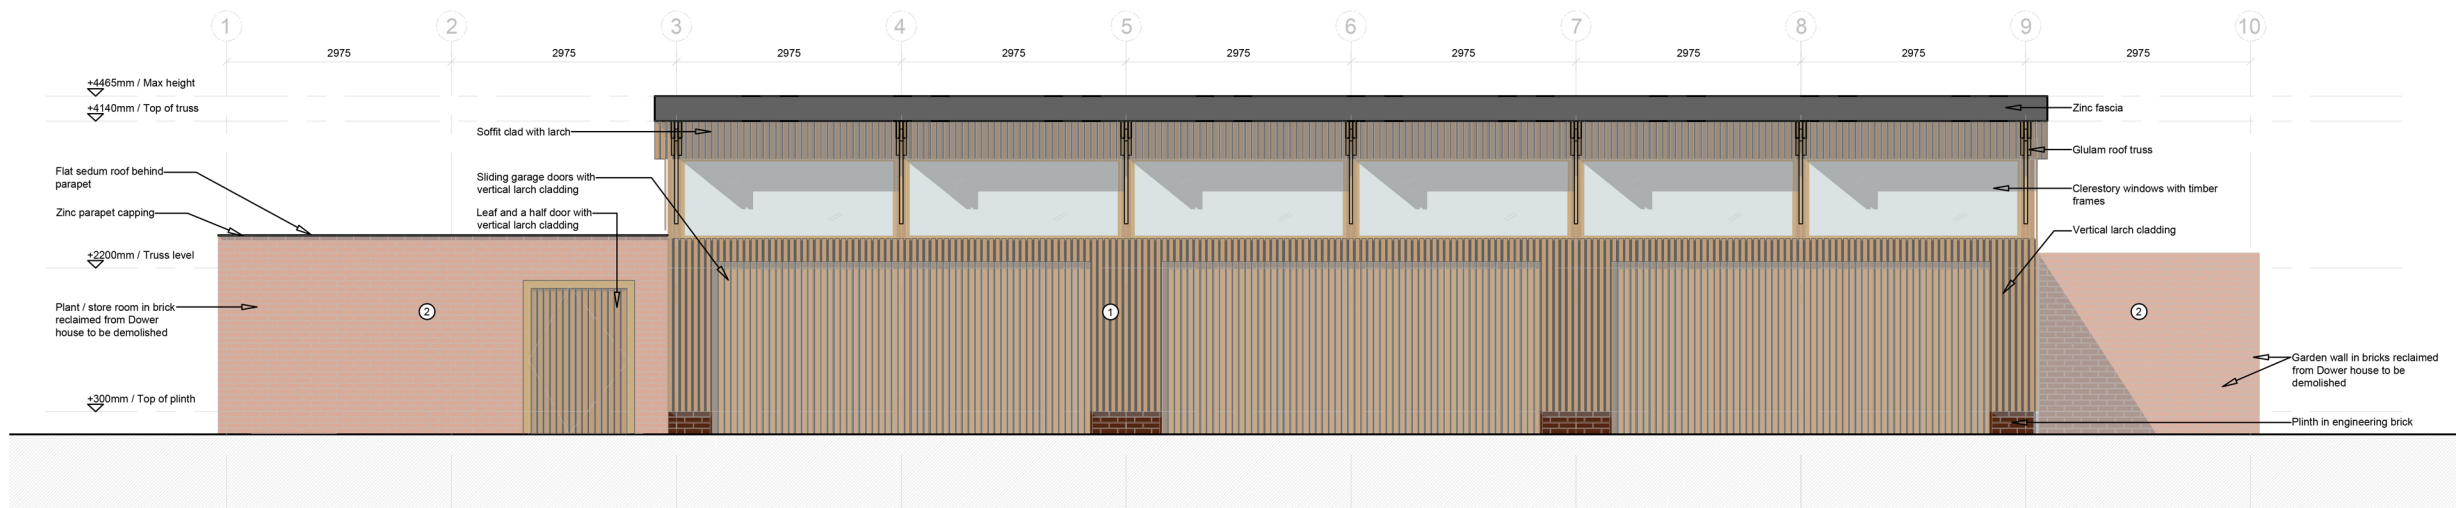 1 2 3 4 5 6 7 8 9 10
2975 2975 2975 2975 2975 2975 2975 2975 2975
+4465mm / Max height
+4140mm / Top of truss
Flat sedum roof behind
parapet
Zinc parapet capping
+2200mm / Truss level
Plant / store room in brick
reclaimed from Dower
house to be demolished
+300mm / Top of plinth
Soffit clad with larch
Sliding garage doors with
vertical larch cladding
Leaf and a half door with
vertical larch cladding
2
1
2
Zinc fascia
Glulam roof truss
Clerestory windows with timber
frames
Vertical larch cladding
Garden wall in bricks reclaimed
from Dower house to be
demolished
Plinth in engineering brick